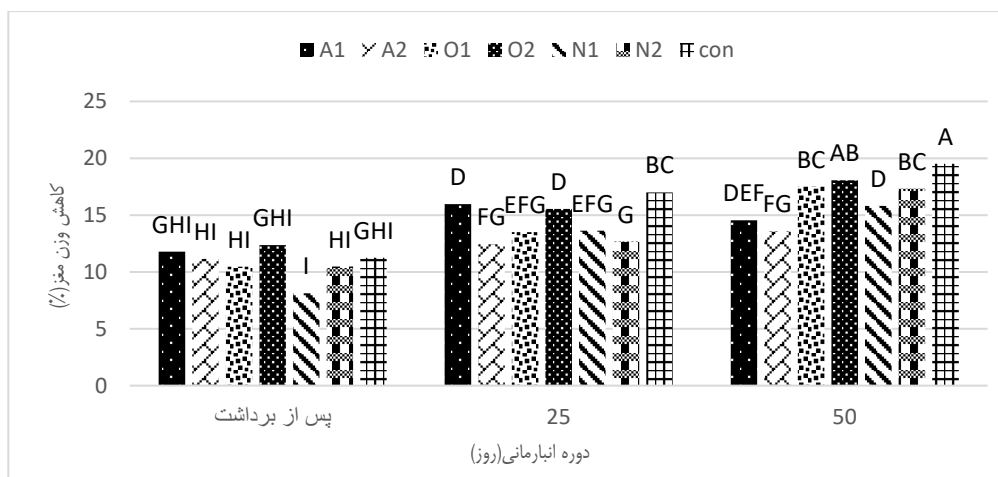 A1 A2 O1 O2 N1 N2 con
کاهش وزن مغز(%)
25
20
15
10
5
0
GHI HI HI GHI I HI GHI
D FG EFG D EFG G BC
DEF FG BC AB D BC A
پس از برداشت 25 50
دوره انبارمانی(روز)